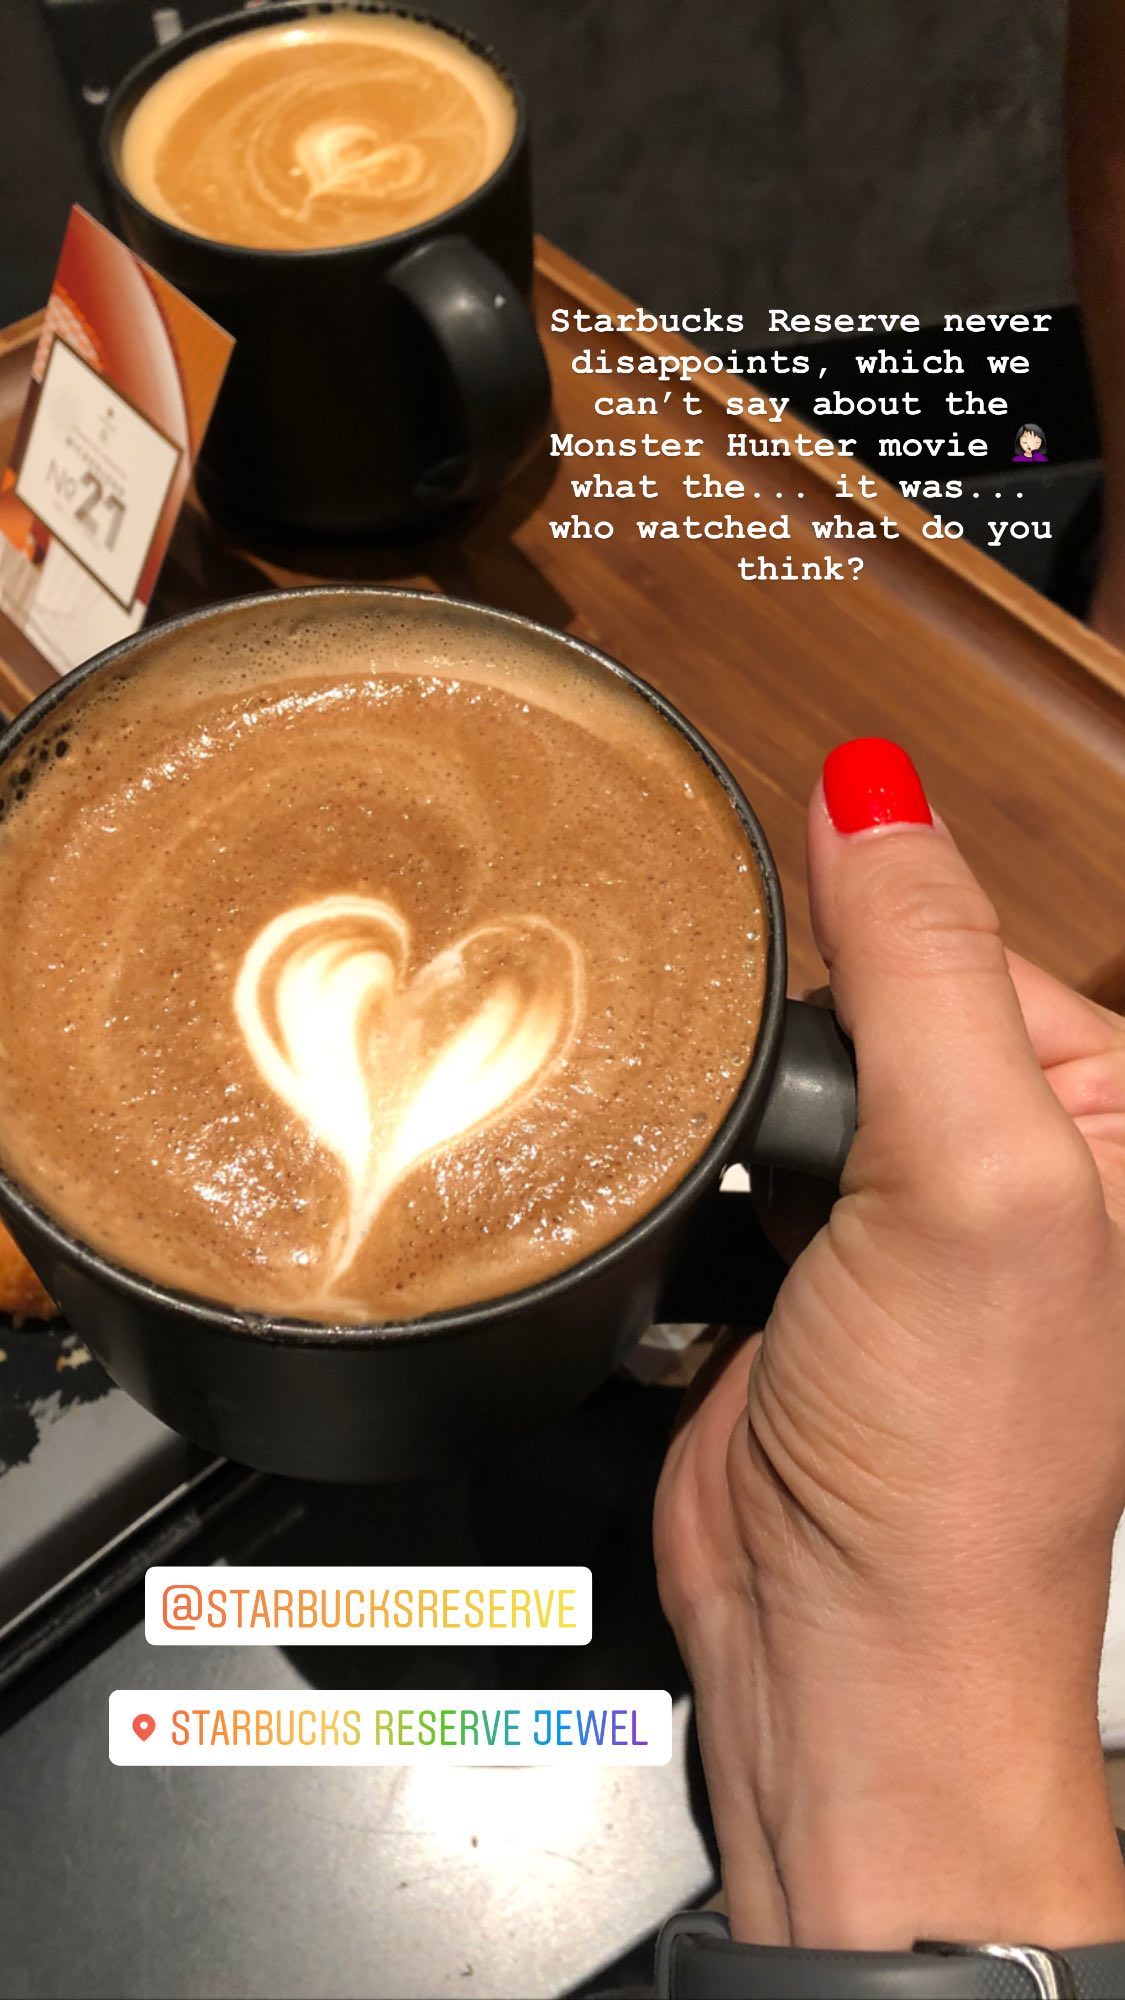 Starbucks Reserve never
disappoints, which we
can’t say about the
Monster Hunter movie 🤦🏻‍♀️
what the... it was...
who watched what do you
think?
No 27
@STARBUCKSRESERVE
STARBUCKS RESERVE JEWEL